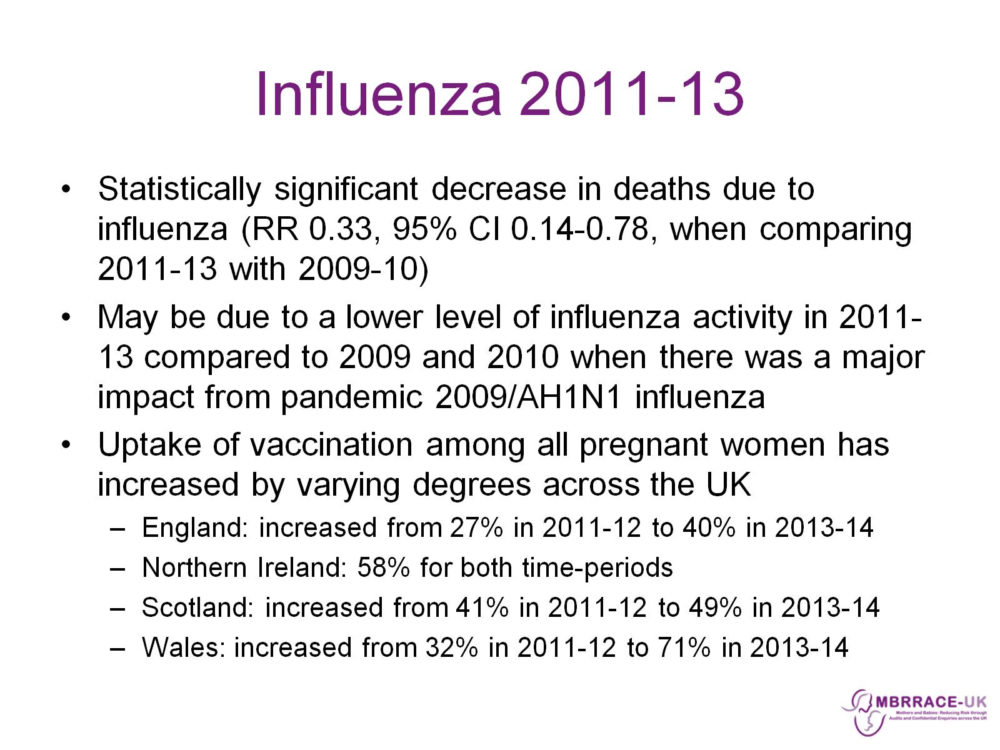 Influenza 2011-13
• Statistically significant decrease in deaths due to
influenza (RR 0.33, 95% CI 0.14-0.78, when comparing
2011-13 with 2009-10)
• May be due to a lower level of influenza activity in 2011-
13 compared to 2009 and 2010 when there was a major
impact from pandemic 2009/AH1N1 influenza
• Uptake of vaccination among all pregnant women has
increased by varying degrees across the UK
– England: increased from 27% in 2011-12 to 40% in 2013-14
– Northern Ireland: 58% for both time-periods
– Scotland: increased from 41% in 2011-12 to 49% in 2013-14
– Wales: increased from 32% in 2011-12 to 71% in 2013-14
MBRRACE-UK
Mothers and Babies: Reducing Risk through
Audits and Confidential Enquiries across the UK